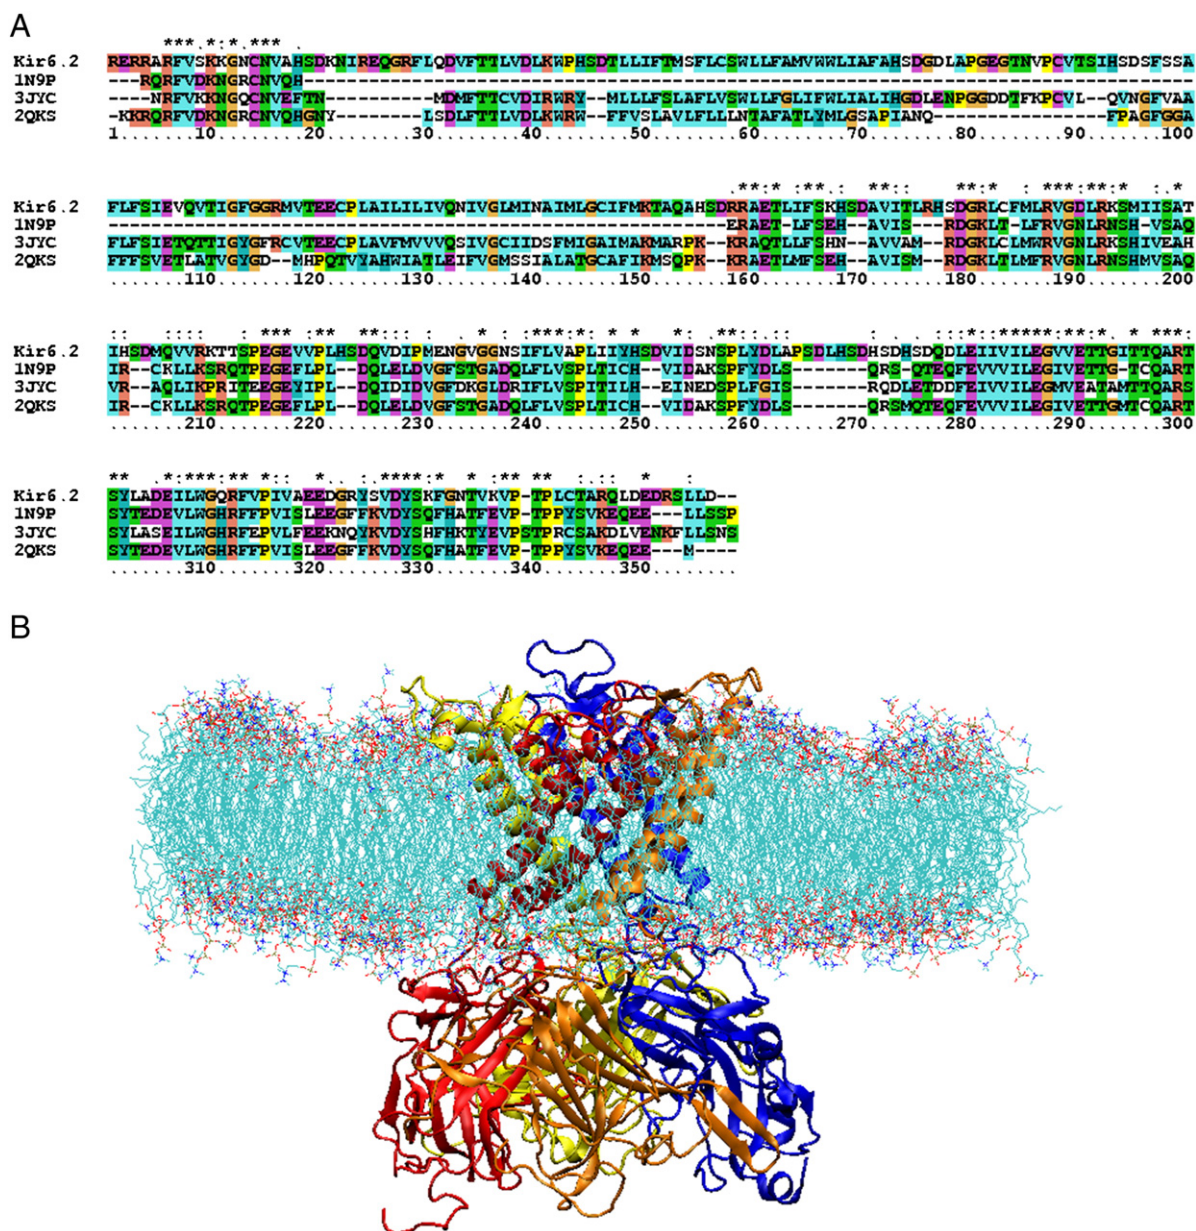 A
Kir6.2 RERRARFVSKKGNCNVAHSDKNIREQGRFLQDVFTTLVDLKWPHSDTLLIFTMSFLCSWLLFAMVWWLIAFAHSDGDLAPGEGTNVPCVTSIHSDSFSSA
1N9P ---RQRFVDKNGRCNVQH----------------------------------------------------------------------------------
3JYC ----NRFVKKNGQCNVEFTN----------MDMFTTCVDIRWRY--MLLLFSLAFLVSWLLFGLIFWLIALIHGDLENPGGDDTFKPCVL--QVNGFVAA
2QKS -KKRQRFVDKNGRCNVQHGNY--------LSDLFTTLVDLKWRW--FFVSLAVLFLLLNTAFATLYMLGSAPIANQ----------------FPAGFGGA
1........10........20........30........40........50........60........70........80........90.......100
Kir6.2 FLFSIEVQVTIGFGGRMVTEECPLAILILIVQNIVGLMINAIMLGCIFMKTAQAHSDRRAETLIFSKHSDAVITLRHSDGRLCFMLRVGDLRKSMIISAT
1N9P ----------------------------------------------------------ERAET-LFSEH--AVIS---RDGKLT-LFRVGNLRNSH-VSAQ
3JYC FLFSIETQTTIGYGFRCVTEECPLAVFMVVVQSIVGCIIDSFMIGAIMAKMARPK--KRAQTLLFSHN--AVVAM--RDGKLCLMWRVGNLRKSHIVEAH
2QKS FFFSVETLATVGYGD--MHPQTVYAHWIATLEIFVGMSSIALATGCAFIKMSQPK--KRAETLMFSEH--AVISM--RDGKLTLMFRVGNLRNSHMVSAQ
.......110.......120.......130.......140.......150.......160.......170.......180.......190.......200
Kir6.2 IHSDMQVVRKTTSPEGEVVPLHSDQVDIPMENGVGGNSIFLVAPLIIYHSDVIDSNSPLYDLAPSDLHSDHSDHSDQDLEIIVILEGVVETTGITTQART
1N9P IR--CKLLKSRQTPEGEFLPL--DQLELDVGFSTGADQLFLVSPLTICH--VIDAKSPFYDLS-------QRS-QTEQFEVVVILEGIVETTG-TCQART
3JYC VR--AQLIKPRITEEGEYIPL--DQIDIDVGFDKGLDRIFLVSPITILH--EINEDSPLFGIS-------RQDLETDDFEIVVILEGMVEATAMTTQARS
2QKS IR--CKLLKSRQTPEGEFLPL--DQLELDVGFSTGADQLFLVSPLTICH--VIDAKSPFYDLS-------QRSMQTEQFEVVVILEGIVETTGMTCQART
.......210.......220.......230.......240.......250.......260.......270.......280.......290.......300
Kir6.2 SYLADEILWGQRFVPIVAEEDGRYSVDYSKFGNTVKVP-TPLCTARQLDEDRSLLD--
1N9P SYTEDEVLWGHRFFPVISLEEGFFKVDYSQFHATFEVP-TPPYSVKEQEE---LLSSP
3JYC SYLASEILWGHRFEPVLFEEKNQYKVDYSHFHKTYEVPSTPRCSAKDLVENKFLLSNS
2QKS SYTEDEVLWGHRFFPVISLEEGFFKVDYSQFHATFEVP-TPPYSVKEQEE---M----
.......310.......320.......330.......340.......350........
B